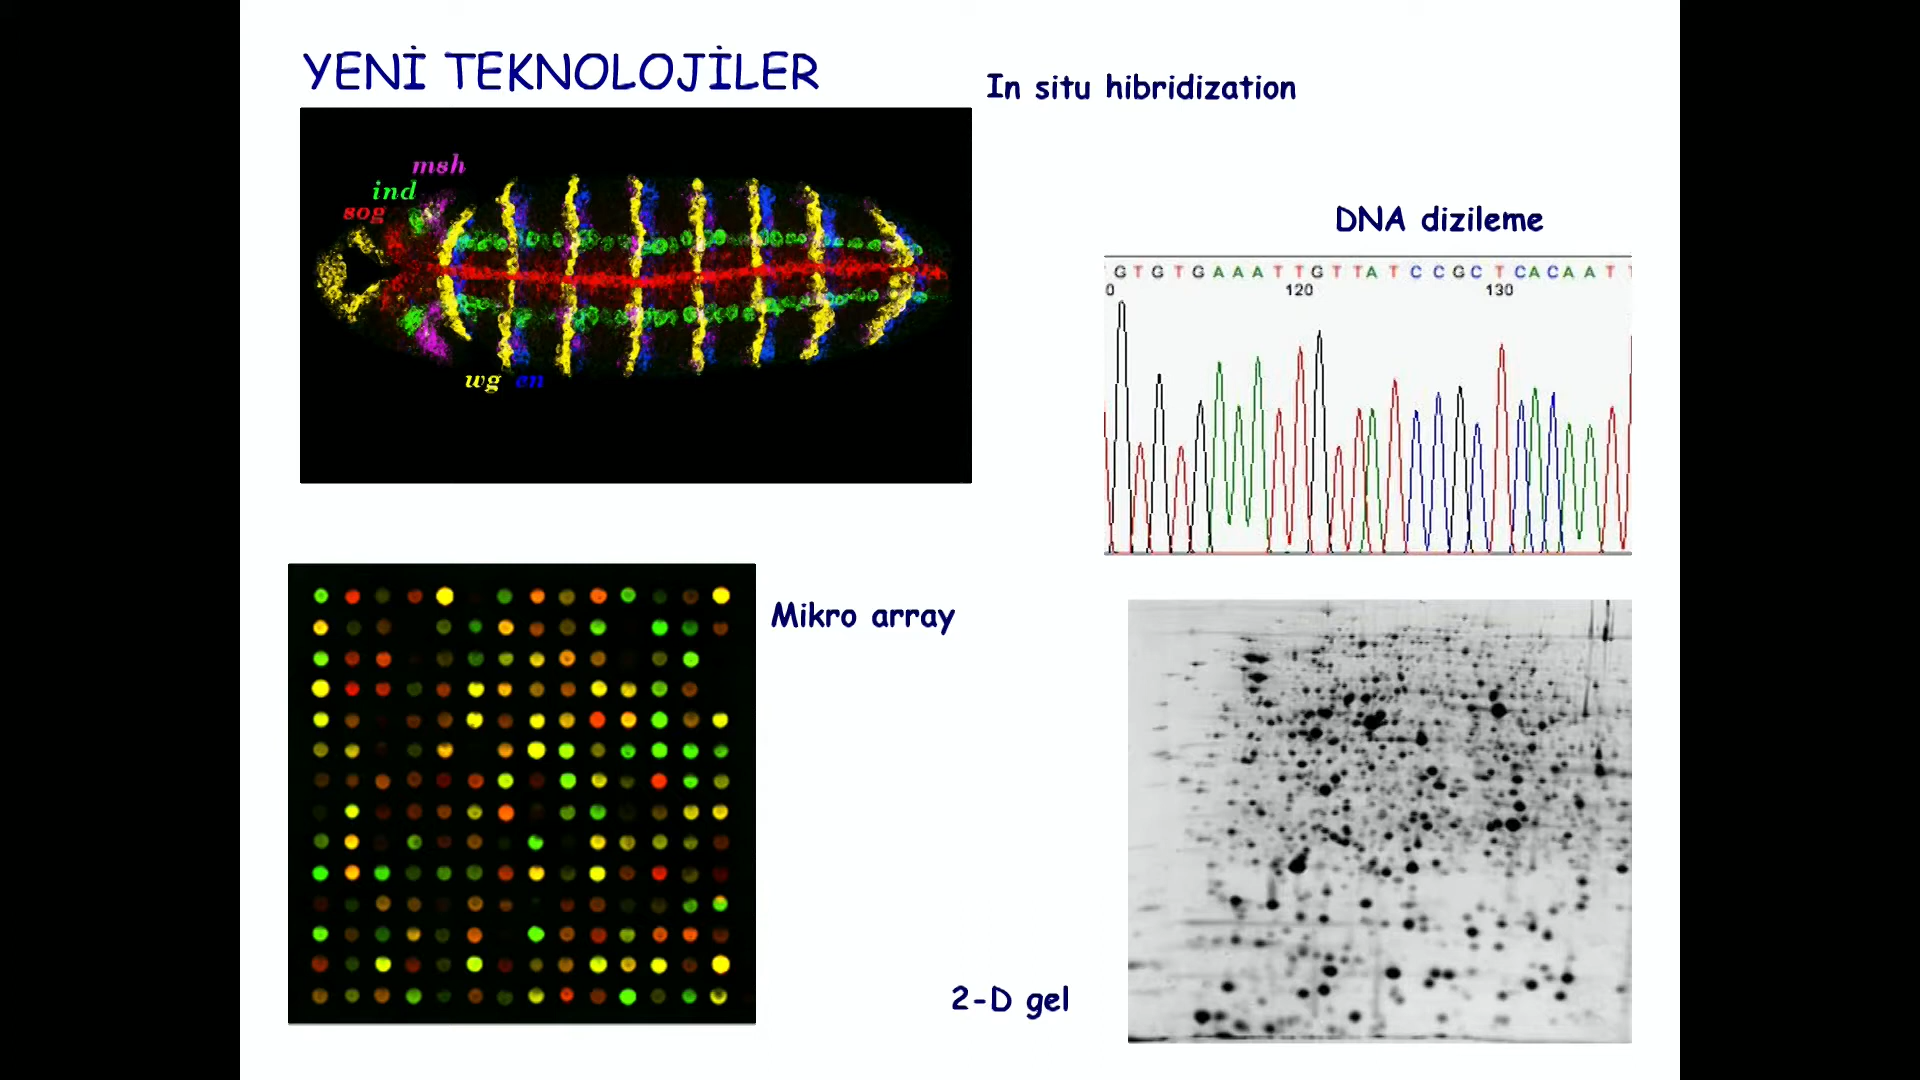 YENİ TEKNOLOJİLER
In situ hibridization
msh
ind
sog
wg en
DNA dizileme
G T G T G A A A T T G T T A T C C G C T C A C A A T T
0 120 130
Mikro array
2-D gel